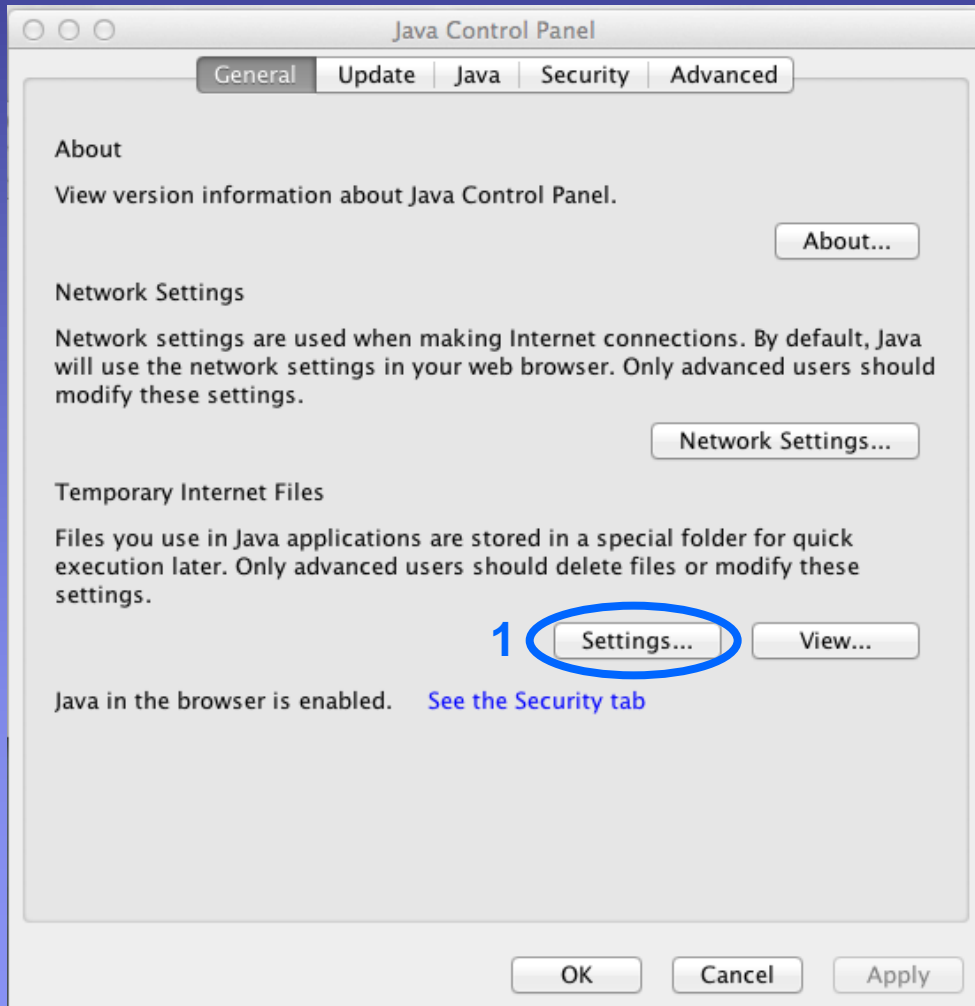 Java Control Panel
General Update Java Security Advanced
About
View version information about Java Control Panel.
About...
Network Settings
Network settings are used when making Internet connections. By default, Java
will use the network settings in your web browser. Only advanced users should
modify these settings.
Network Settings...
Temporary Internet Files
Files you use in Java applications are stored in a special folder for quick
execution later. Only advanced users should delete files or modify these
settings.
1 Settings... View...
Java in the browser is enabled. See the Security tab
OK Cancel Apply